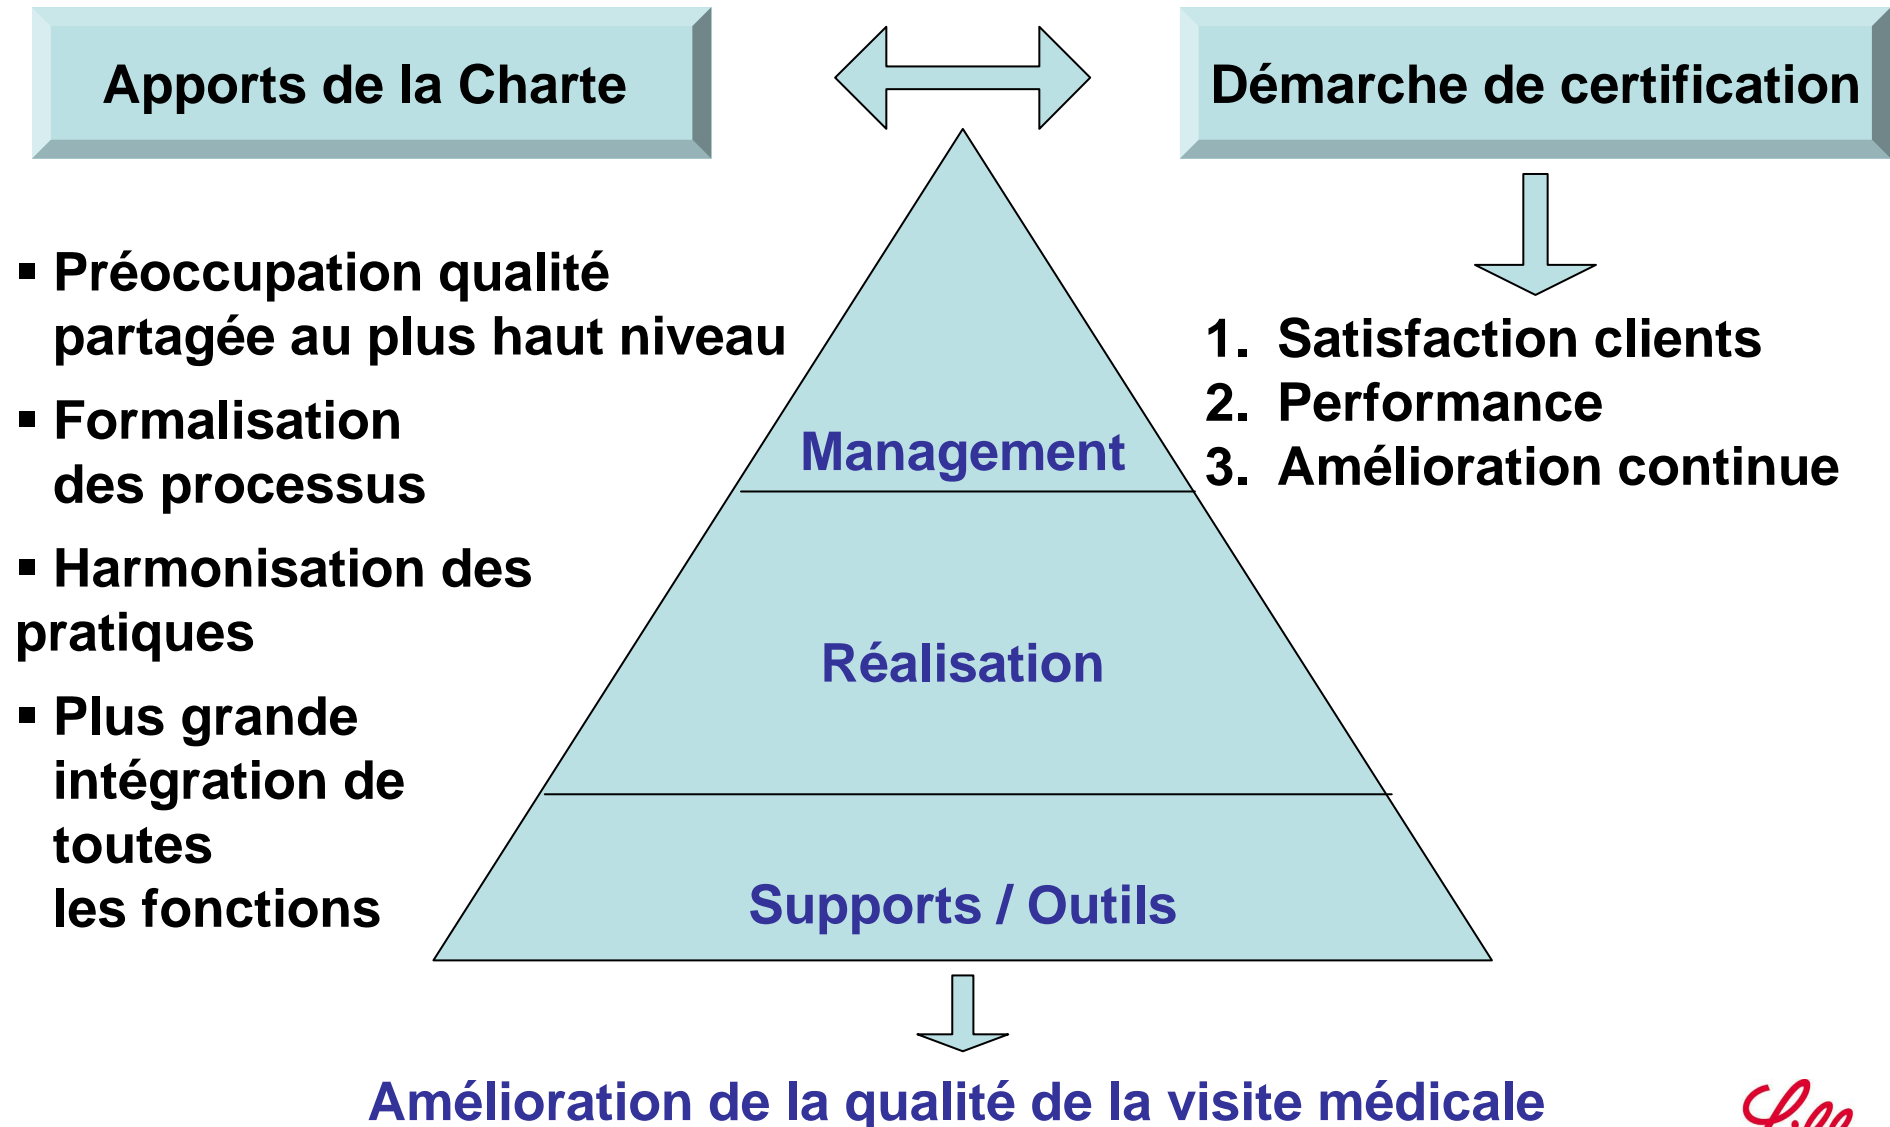 Apports de la Charte
Démarche de certification
▪ Préoccupation qualité
partagée au plus haut niveau
▪ Formalisation
des processus
▪ Harmonisation des
pratiques
▪ Plus grande
intégration de
toutes
les fonctions
Management
Réalisation
Supports / Outils
1. Satisfaction clients
2. Performance
3. Amélioration continue
Amélioration de la qualité de la visite médicale